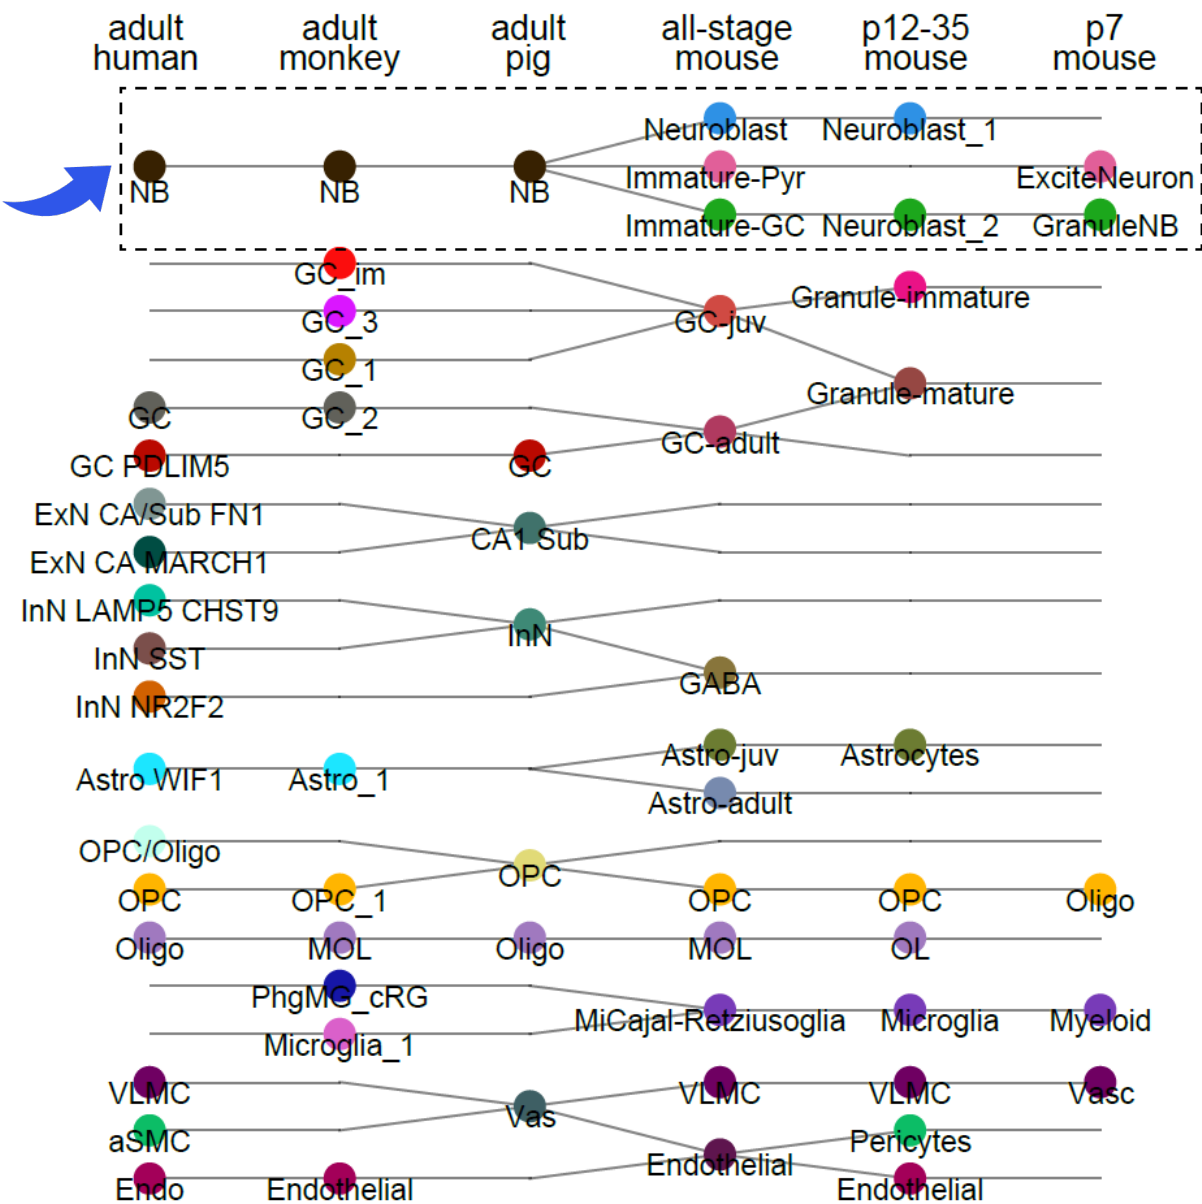 adult human
adult monkey
adult pig
all-stage mouse
p12-35 mouse
p7 mouse
Neuroblast
Neuroblast_1
NB
NB
NB
Immature-Pyr
ExciteNeuron
Immature-GC
Neuroblast_2
GranuleNB
GC_im
Granule-immature
GC_3
GC-juv
GC_1
Granule-mature
GC
GC_2
GC-adult
GC PDLIM5
GC
ExN CA/Sub FN1
CA1 Sub
ExN CA MARCH1
InN LAMP5 CHST9
InN
InN SST
GABA
InN NR2F2
Astro-juv
Astrocytes
Astro WIF1
Astro_1
Astro-adult
OPC/Oligo
OPC
OPC
OPC_1
OPC
OPC
Oligo
Oligo
MOL
Oligo
MOL
OL
PhgMG_cRG
MiCajal-Retziusoglia
Microglia
Myeloid
Microglia_1
VLMC
VLMC
VLMC
Vasc
Vas
aSMC
Pericytes
Endothelial
Endo
Endothelial
Endothelial